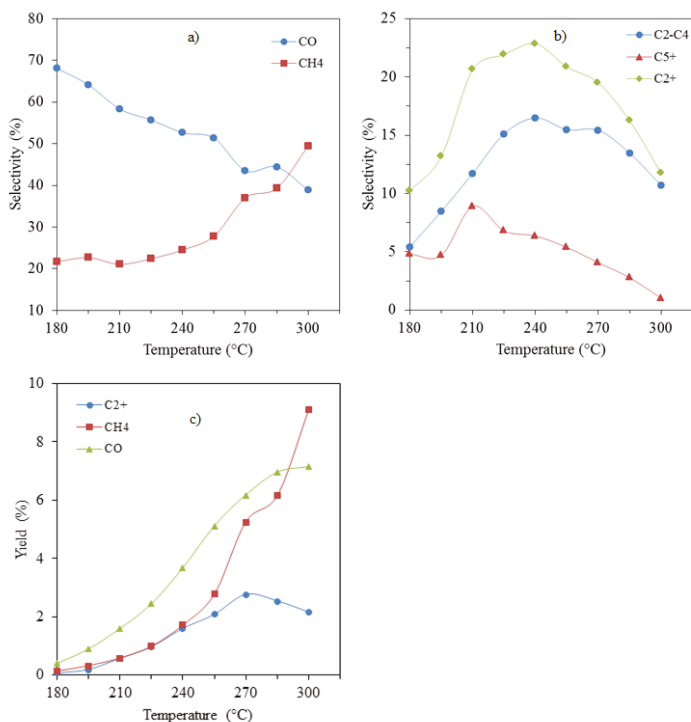 a)
CO
CH4
80
70
60
50
40
30
20
10
180 210 240 270 300
Selectivity (%)
Temperature (°C)
b)
C2-C4
C5+
C2+
25
20
15
10
5
0
180 210 240 270 300
Selectivity (%)
Temperature (°C)
c)
C2+
CH4
CO
10
8
6
4
2
0
180 210 240 270 300
Yield (%)
Temperature (°C)